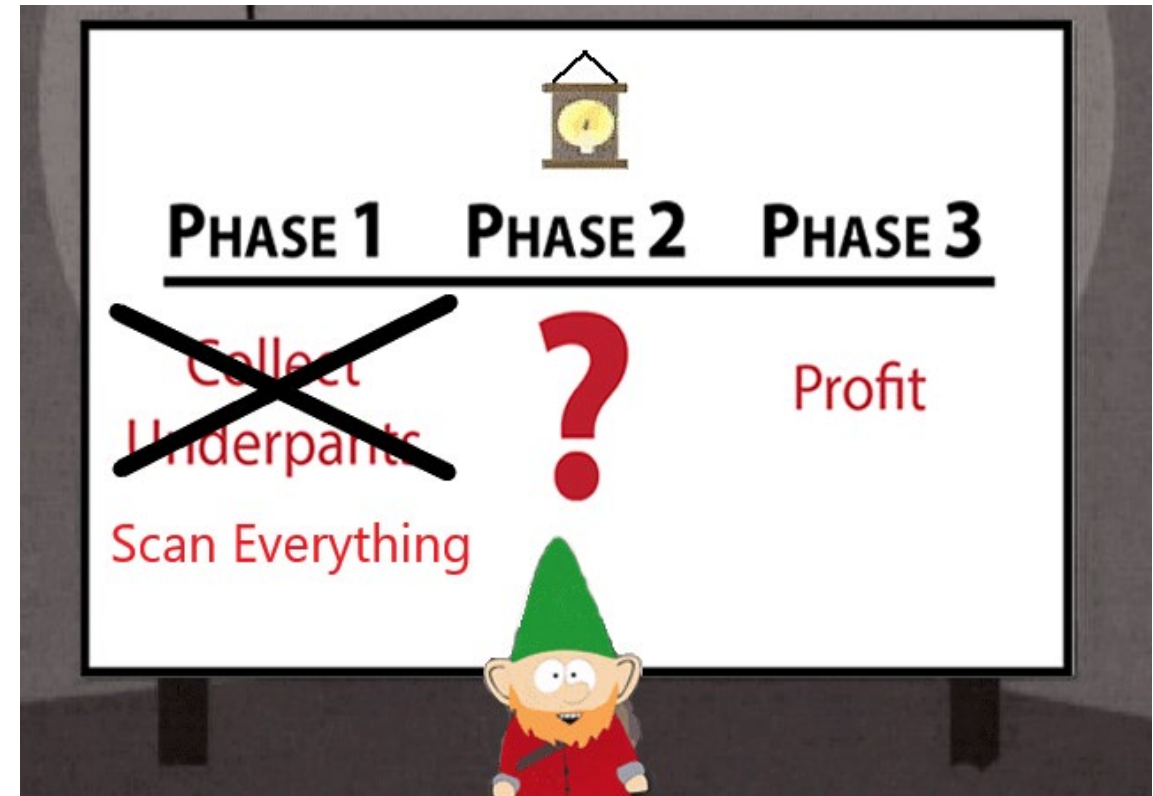 PHASE 1 PHASE 2 PHASE 3
Collect
Underpants
?
Profit
Scan Everything